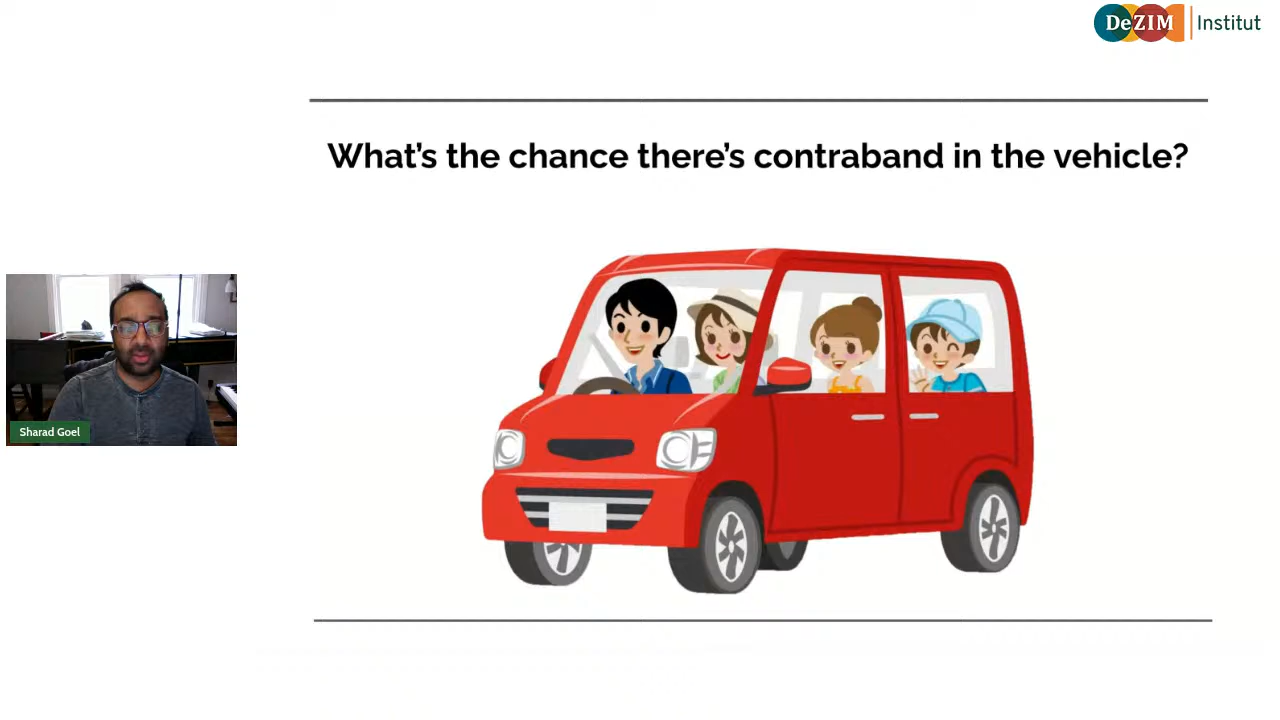 DeZIM Institut
What's the chance there's contraband in the vehicle?
Sharad Goel